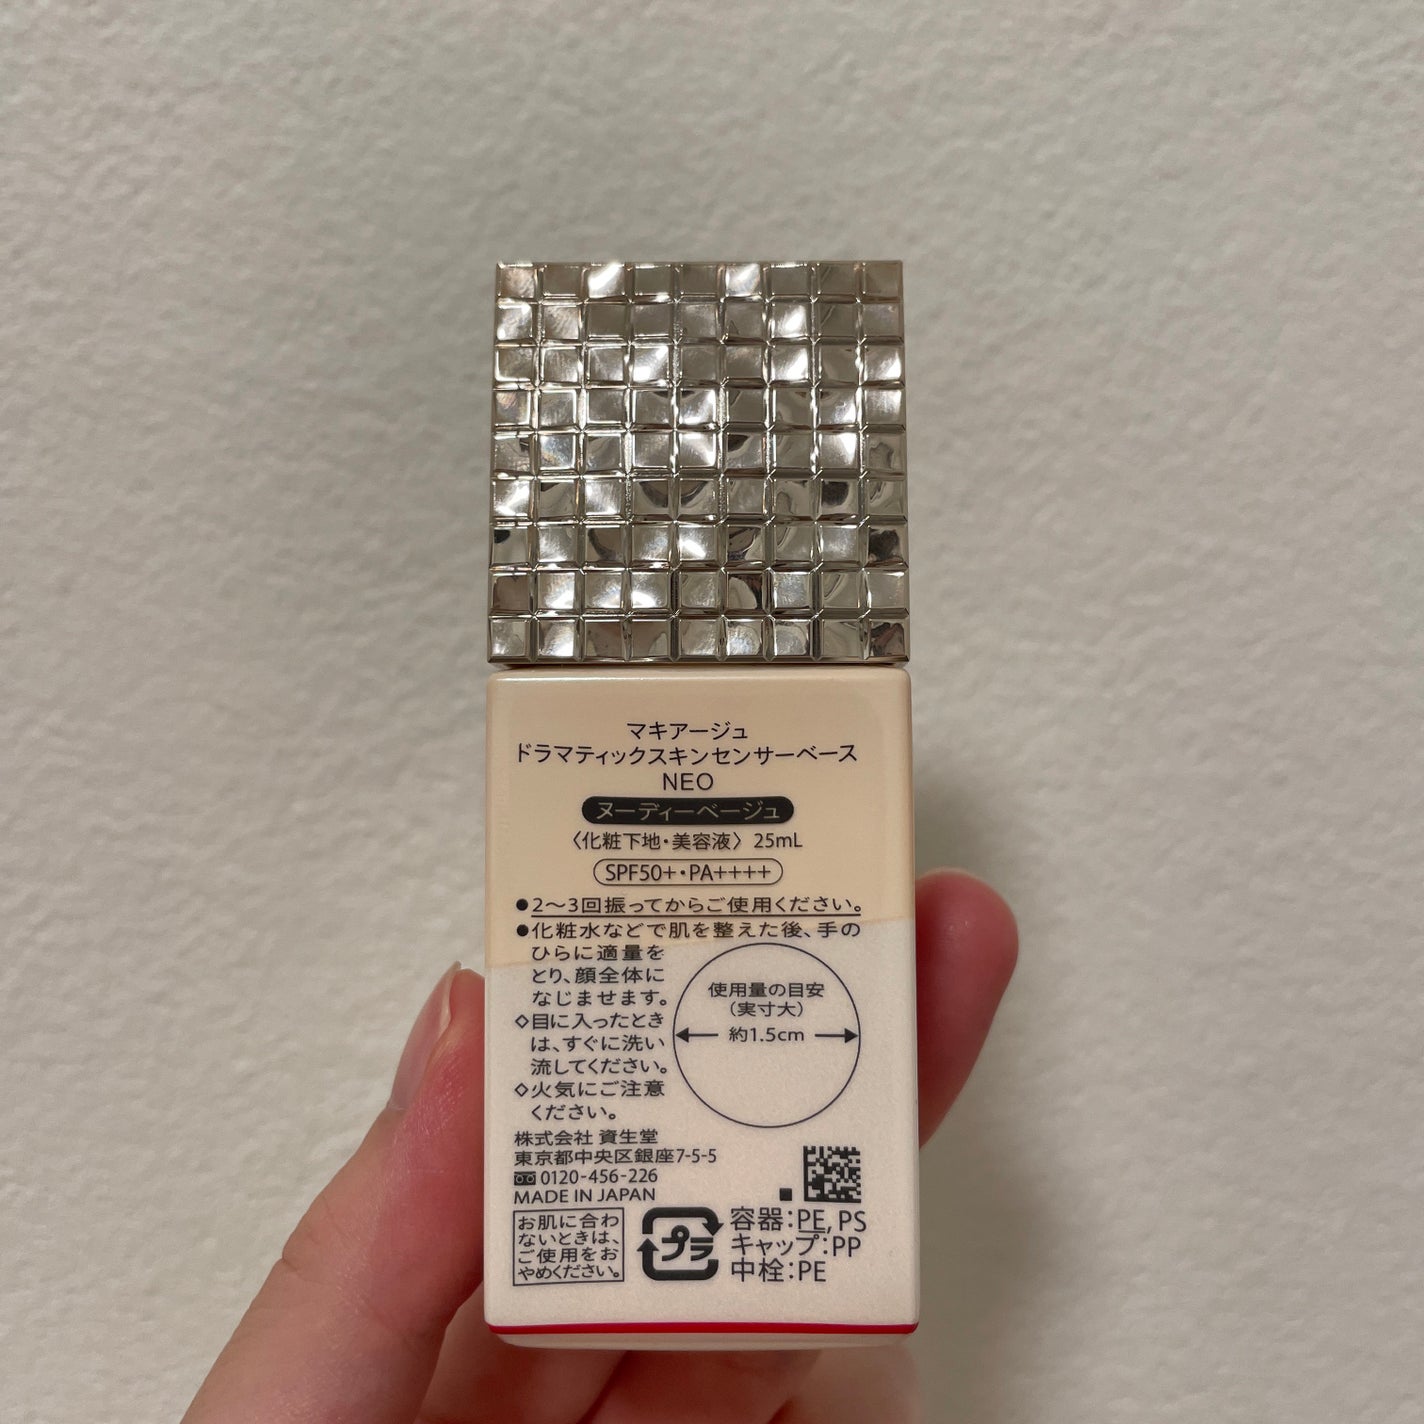 マキアージュ
ドラマティックスキンセンサーベース
NEO
ヌーディーベージュ
〈化粧下地・美容液〉 25mL
SPF50+・PA++++
●2〜3回振ってからご使用ください。
●化粧水などで肌を整えた後、手の
ひらに適量を
とり、顔全体に
なじませます。
◇目に入ったとき
は、すぐに洗い
流してください。
◇火気にご注意
ください。
使用量の目安
（実寸大）
約1.5cm
株式会社 資生堂
東京都中央区銀座7-5-5
0120-456-226
MADE IN JAPAN
お肌に合わ
ないときは、
ご使用をお
やめください。
プラ
容器：PE, PS
キャップ：PP
中栓：PE